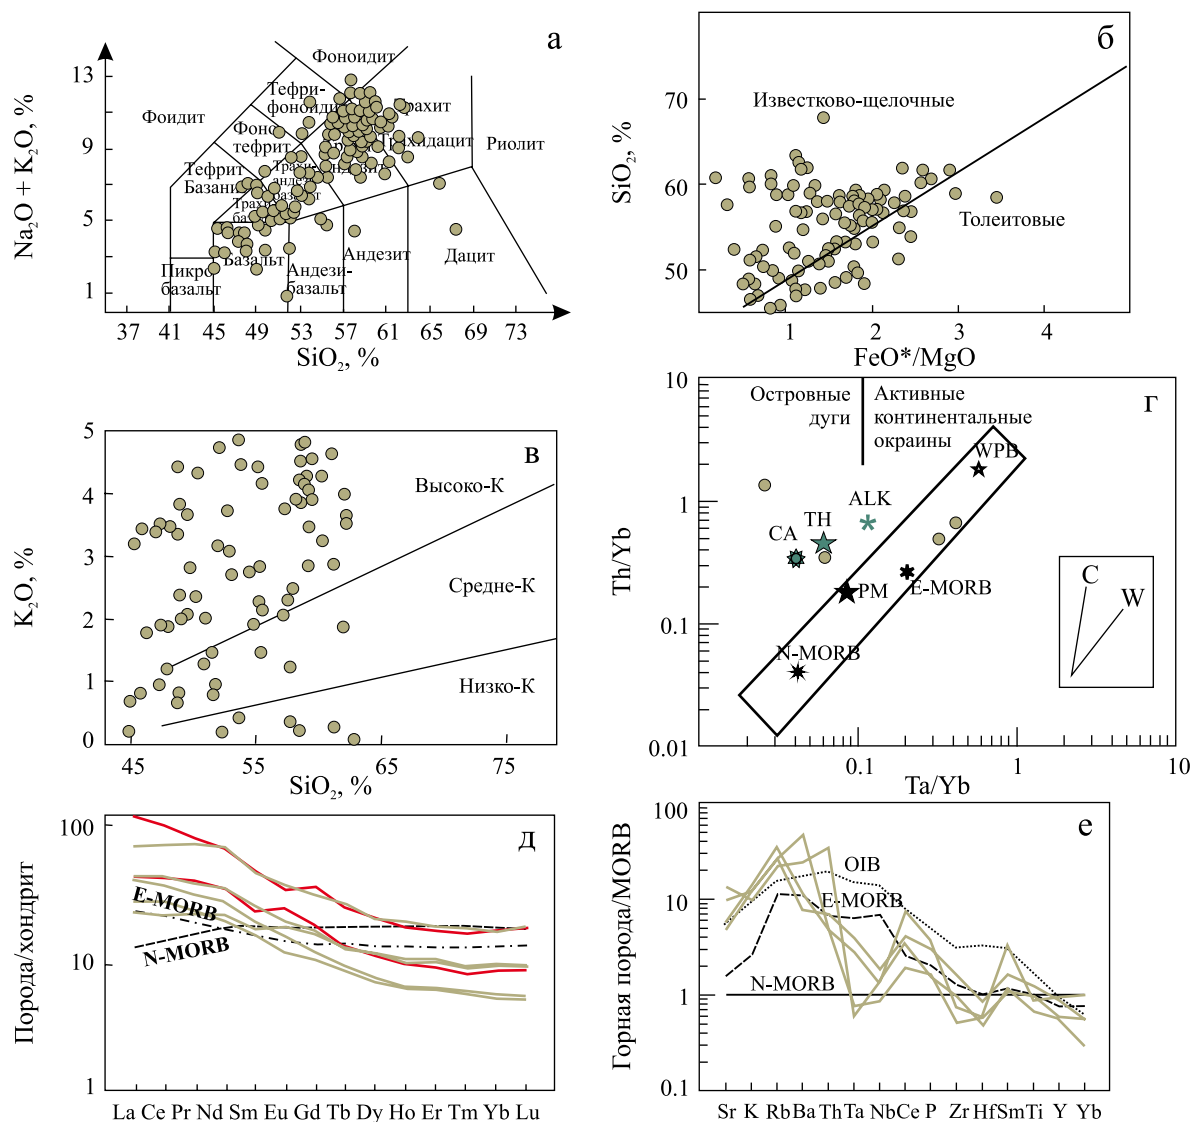 а
Na₂O + K₂O, %
13
9
5
1
Фоноидит
Тефри-
фоноидит
Фоидит
Фоно-
тефрит
Трахит
Трахидацит
Риолит
Тефрит
Базанит
Трахи-
андези-
базальт
Трахи-
Базальт
Пикро-
базальт
Андези-
базальт
Андезит
Дацит
37 41 45 49 53 57 61 65 69 73
SiO₂, %
б
SiO₂, %
70
60
50
Известково-щелочные
Толеитовые
1 2 3 4
FeO*/MgO
в
K₂O, %
5
4
3
2
1
0
Высоко-К
Средне-К
Низко-К
45 55 65 75
SiO₂, %
г
Th/Yb
10
1
0.1
0.01
Островные
дуги
Активные
континентальные
окраины
WPB
ALK
TH
CA
PM
E-MORB
N-MORB
C
W
0.1 1 10
Ta/Yb
д
Порода/хондрит
100
10
1
E-MORB
N-MORB
La Ce Pr Nd Sm Eu Gd Tb Dy Ho Er Tm Yb Lu
е
Горная порода/MORB
100
10
1
0.1
OIB
E-MORB
N-MORB
Sr K Rb Ba Th Ta Nb Ce P Zr Hf Sm Ti Y Yb